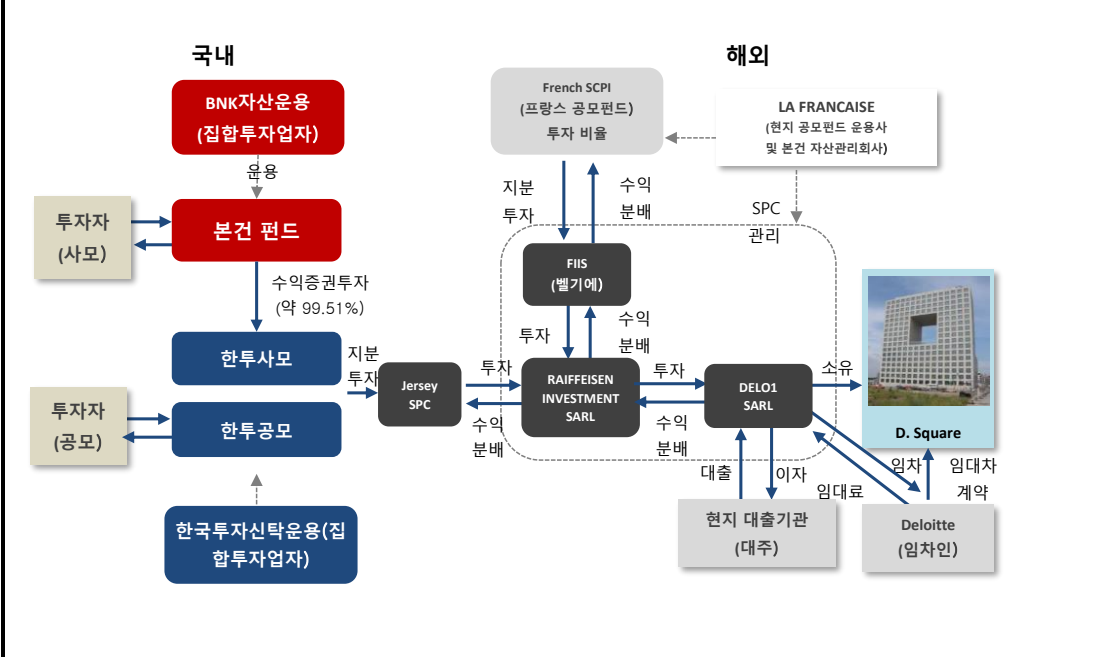 국내
해외
BNK자산운용
(집합투자업자)
French SCPI
(프랑스 공모펀드)
투자 비율
LA FRANCAISE
(현지 공모펀드 운용사
및 본건 자산관리회사)
운용
투자자
(사모)
본건 펀드
지분
투자
수익
분배
SPC
관리
수익증권투자
(약 99.51%)
FIIS
(벨기에)
투자
수익
분배
한투사모
지분
투자
Jersey
SPC
투자
수익
분배
RAIFFEISEN
INVESTMENT
SARL
투자
수익
분배
DELO1
SARL
소유
D. Square
투자자
(공모)
한투공모
대출
이자
임대료
임차
임대차
계약
한국투자신탁운용(집
합투자업자)
현지 대출기관
(대주)
Deloitte
(임차인)